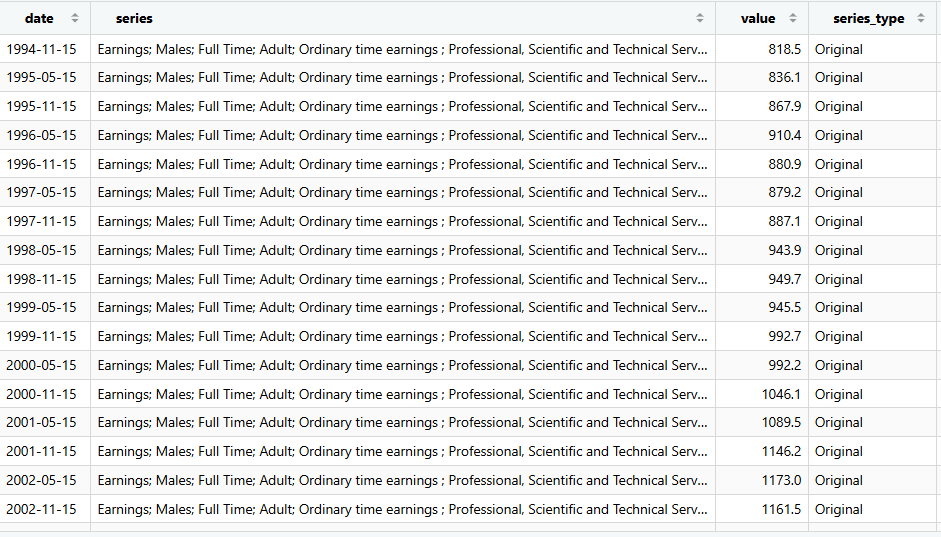 date series value series_type
1994-11-15 Earnings; Males; Full Time; Adult; Ordinary time earnings ; Professional, Scientific and Technical Serv... 818.5 Original
1995-05-15 Earnings; Males; Full Time; Adult; Ordinary time earnings ; Professional, Scientific and Technical Serv... 836.1 Original
1995-11-15 Earnings; Males; Full Time; Adult; Ordinary time earnings ; Professional, Scientific and Technical Serv... 867.9 Original
1996-05-15 Earnings; Males; Full Time; Adult; Ordinary time earnings ; Professional, Scientific and Technical Serv... 910.4 Original
1996-11-15 Earnings; Males; Full Time; Adult; Ordinary time earnings ; Professional, Scientific and Technical Serv... 880.9 Original
1997-05-15 Earnings; Males; Full Time; Adult; Ordinary time earnings ; Professional, Scientific and Technical Serv... 879.2 Original
1997-11-15 Earnings; Males; Full Time; Adult; Ordinary time earnings ; Professional, Scientific and Technical Serv... 887.1 Original
1998-05-15 Earnings; Males; Full Time; Adult; Ordinary time earnings ; Professional, Scientific and Technical Serv... 943.9 Original
1998-11-15 Earnings; Males; Full Time; Adult; Ordinary time earnings ; Professional, Scientific and Technical Serv... 949.7 Original
1999-05-15 Earnings; Males; Full Time; Adult; Ordinary time earnings ; Professional, Scientific and Technical Serv... 945.5 Original
1999-11-15 Earnings; Males; Full Time; Adult; Ordinary time earnings ; Professional, Scientific and Technical Serv... 992.7 Original
2000-05-15 Earnings; Males; Full Time; Adult; Ordinary time earnings ; Professional, Scientific and Technical Serv... 992.2 Original
2000-11-15 Earnings; Males; Full Time; Adult; Ordinary time earnings ; Professional, Scientific and Technical Serv... 1046.1 Original
2001-05-15 Earnings; Males; Full Time; Adult; Ordinary time earnings ; Professional, Scientific and Technical Serv... 1089.5 Original
2001-11-15 Earnings; Males; Full Time; Adult; Ordinary time earnings ; Professional, Scientific and Technical Serv... 1146.2 Original
2002-05-15 Earnings; Males; Full Time; Adult; Ordinary time earnings ; Professional, Scientific and Technical Serv... 1173.0 Original
2002-11-15 Earnings; Males; Full Time; Adult; Ordinary time earnings ; Professional, Scientific and Technical Serv... 1161.5 Original